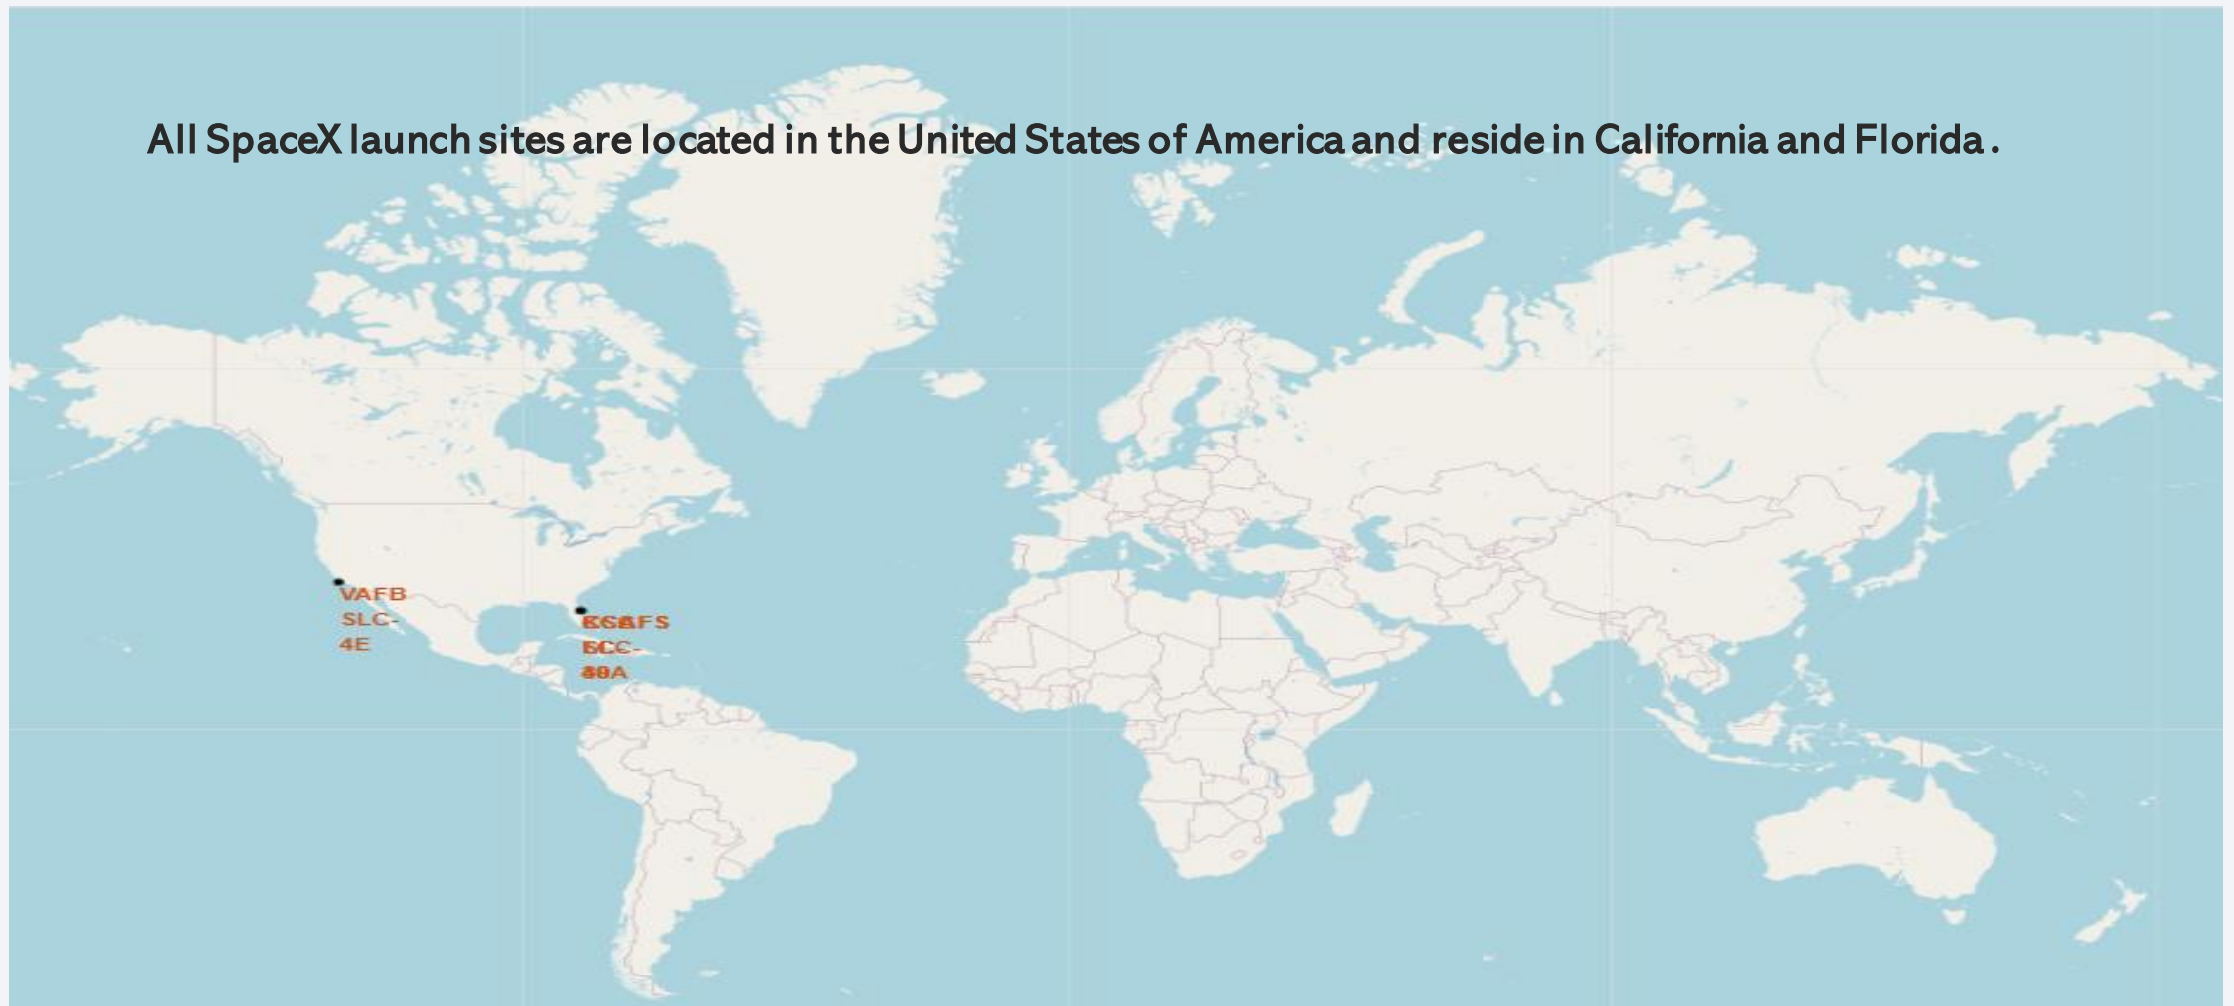 All SpaceX launch sites are located in the United States of America and reside in California and Florida.
VAFB
SLC-
4E